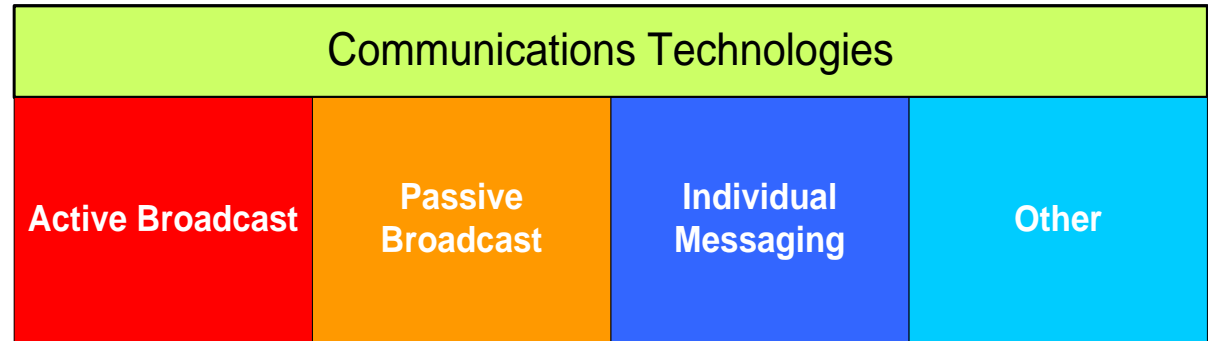 Communications Technologies
Active Broadcast
Passive
Broadcast
Individual
Messaging
Other